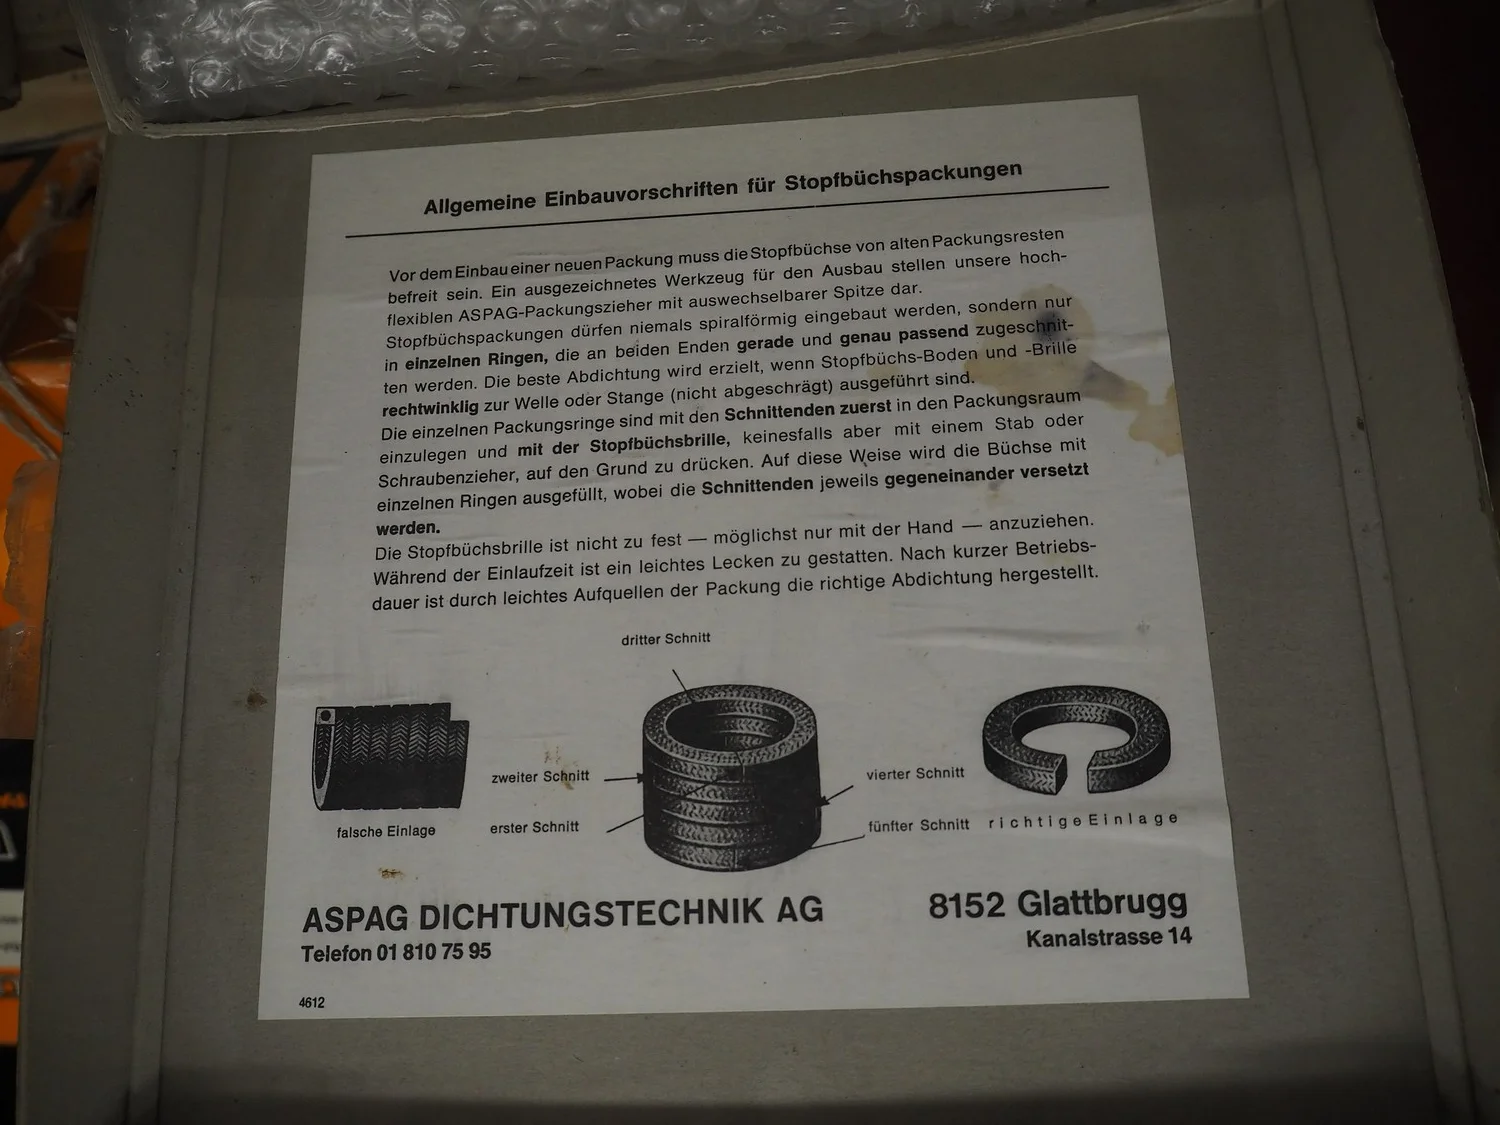 Allgemeine Einbauvorschriften für Stopfbüchspackungen
Vor dem Einbau einer neuen Packung muss die Stopfbüchse von alten Packungsresten
befreit sein. Ein ausgezeichnetes Werkzeug für den Ausbau stellen unsere hoch-
flexiblen ASPAG-Packungszieher mit auswechselbarer Spitze dar.
Stopfbüchspackungen dürfen niemals spiralförmig eingebaut werden, sondern nur
in einzelnen Ringen, die an beiden Enden gerade und genau passend zugeschnit-
ten werden. Die beste Abdichtung wird erzielt, wenn Stopfbüchs-Boden und -Brille
rechtwinklig zur Welle oder Stange (nicht abgeschrägt) ausgeführt sind.
Die einzelnen Packungsringe sind mit den Schnittenden zuerst in den Packungsraum
einzulegen und mit der Stopfbüchsbrille, keinesfalls aber mit einem Stab oder
Schraubenzieher, auf den Grund zu drücken. Auf diese Weise wird die Büchse mit
einzelnen Ringen ausgefüllt, wobei die Schnittenden jeweils gegeneinander versetzt
werden.
Die Stopfbüchsbrille ist nicht zu fest — möglichst nur mit der Hand — anzuziehen.
Während der Einlaufzeit ist ein leichtes Lecken zu gestatten. Nach kurzer Betriebs-
dauer ist durch leichtes Aufquellen der Packung die richtige Abdichtung hergestellt.
dritter Schnitt
zweiter Schnitt
vierter Schnitt
falsche Einlage
erster Schnitt
fünfter Schnitt
richtige Einlage
ASPAG DICHTUNGSTECHNIK AG
8152 Glattbrugg
Telefon 01 810 75 95
Kanalstrasse 14
4612